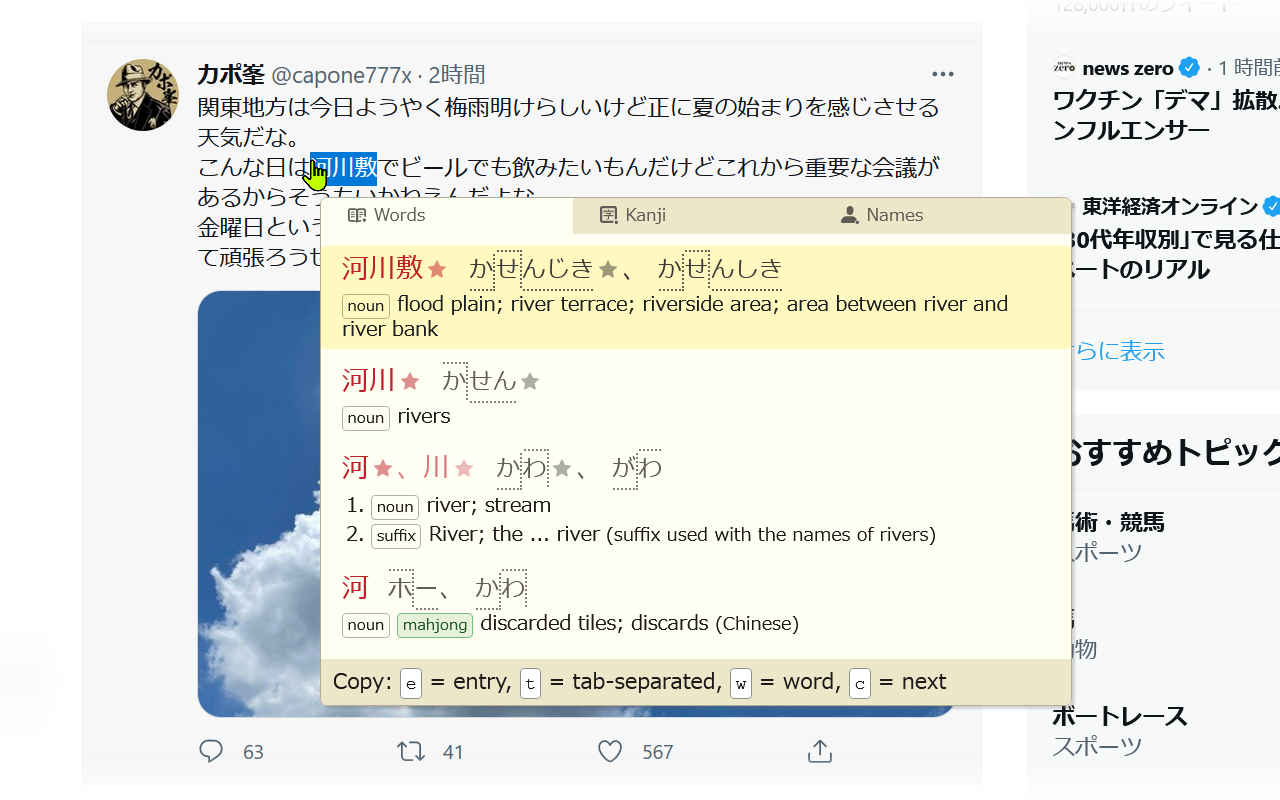 カポ峯 @capone777x · 2時間
関東地方は今日ようやく梅雨明けらしいけど正に夏の始まりを感じさせる
天気だな。
こんな日は河川敷でビールでも飲みたいもんだけどこれから重要な会議が
あるからそうもいかねえんだよな
金曜日という
て頑張ろうぜ
Words
Kanji
Names
河川敷★ かせんじき★、 かせんしき
noun flood plain; river terrace; riverside area; area between river and
river bank
河川★ かせん★
noun rivers
河★、川★ かわ★、 がわ
1. noun river; stream
2. suffix River; the ... river (suffix used with the names of rivers)
河 ホー、 かわ
noun mahjong discarded tiles; discards (Chinese)
Copy: e = entry, t = tab-separated, w = word, c = next
63
41
567
128,000件のツイート
news zero · 1 時間前
ワクチン「デマ」拡散
ンフルエンサー
東洋経済オンライン
30代年収別｣で見る仕
ートのリアル
らに表示
おすすめトピック
術・競馬
スポーツ
物
ボートレース
スポーツ